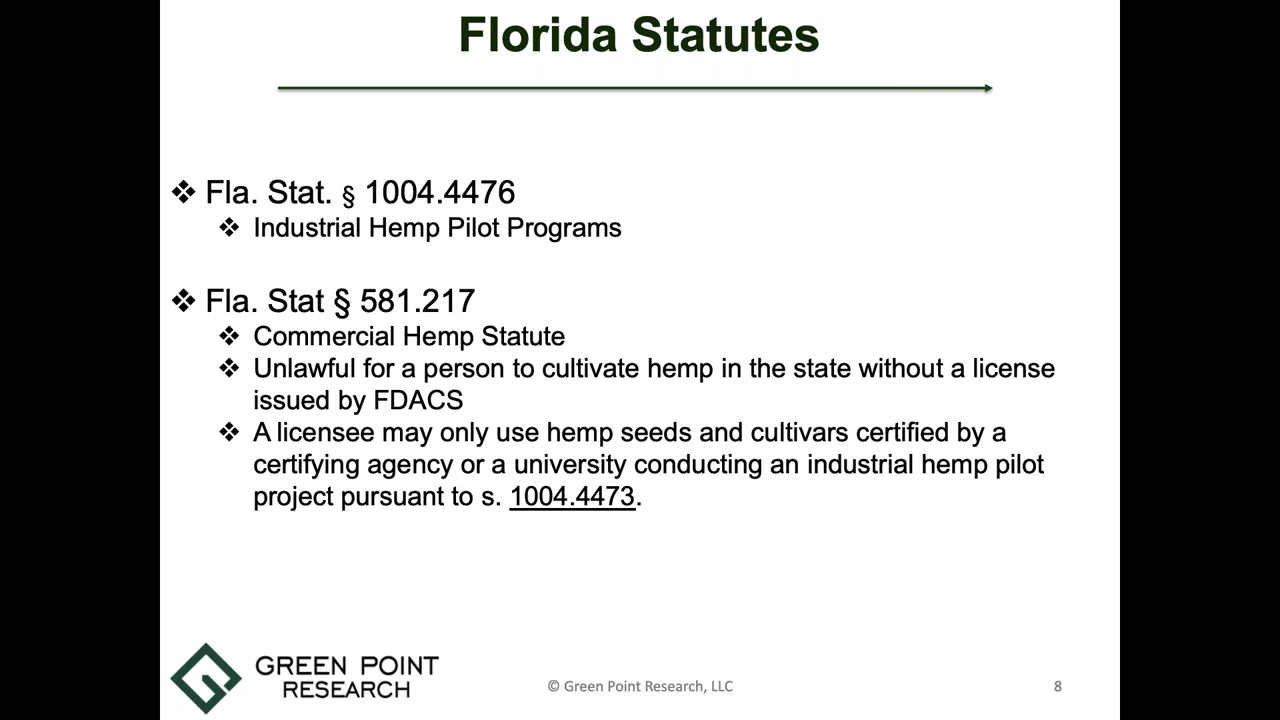 Florida Statutes
❖ Fla. Stat. § 1004.4476
❖ Industrial Hemp Pilot Programs
❖ Fla. Stat § 581.217
❖ Commercial Hemp Statute
❖ Unlawful for a person to cultivate hemp in the state without a license
issued by FDACS
❖ A licensee may only use hemp seeds and cultivars certified by a
certifying agency or a university conducting an industrial hemp pilot
project pursuant to s. 1004.4473.
GREEN POINT
RESEARCH
© Green Point Research, LLC
8